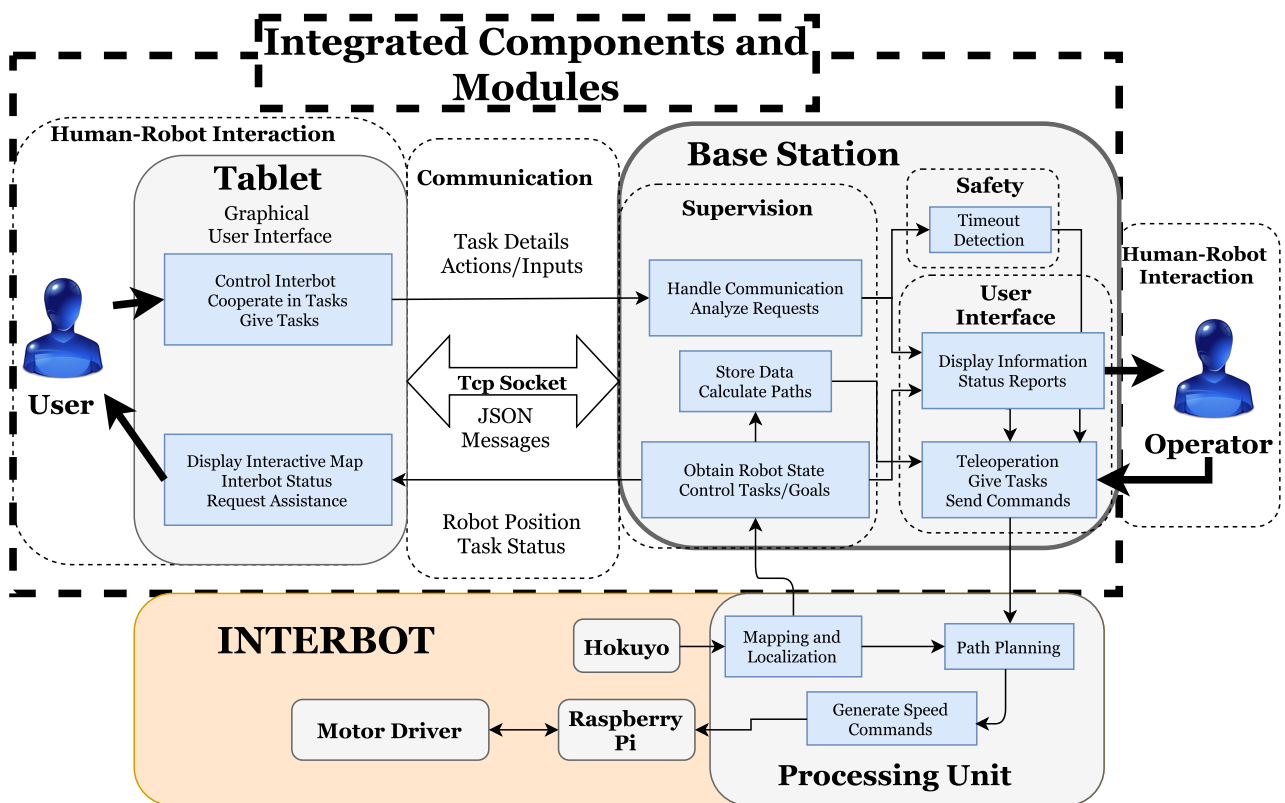 Integrated Components and
Modules
Human-Robot Interaction
Tablet
Graphical
User Interface
Control Interbot
Cooperate in Tasks
Give Tasks
User
Display Interactive Map
Interbot Status
Request Assistance
Communication
Task Details
Actions/Inputs
Tcp Socket
JSON
Messages
Robot Position
Task Status
Base Station
Supervision
Handle Communication
Analyze Requests
Store Data
Calculate Paths
Obtain Robot State
Control Tasks/Goals
Safety
Timeout
Detection
User
Interface
Display Information
Status Reports
Teleoperation
Give Tasks
Send Commands
Human-Robot
Interaction
Operator
INTERBOT
Hokuyo
Mapping and
Localization
Path Planning
Motor Driver
Raspberry
Pi
Generate Speed
Commands
Processing Unit